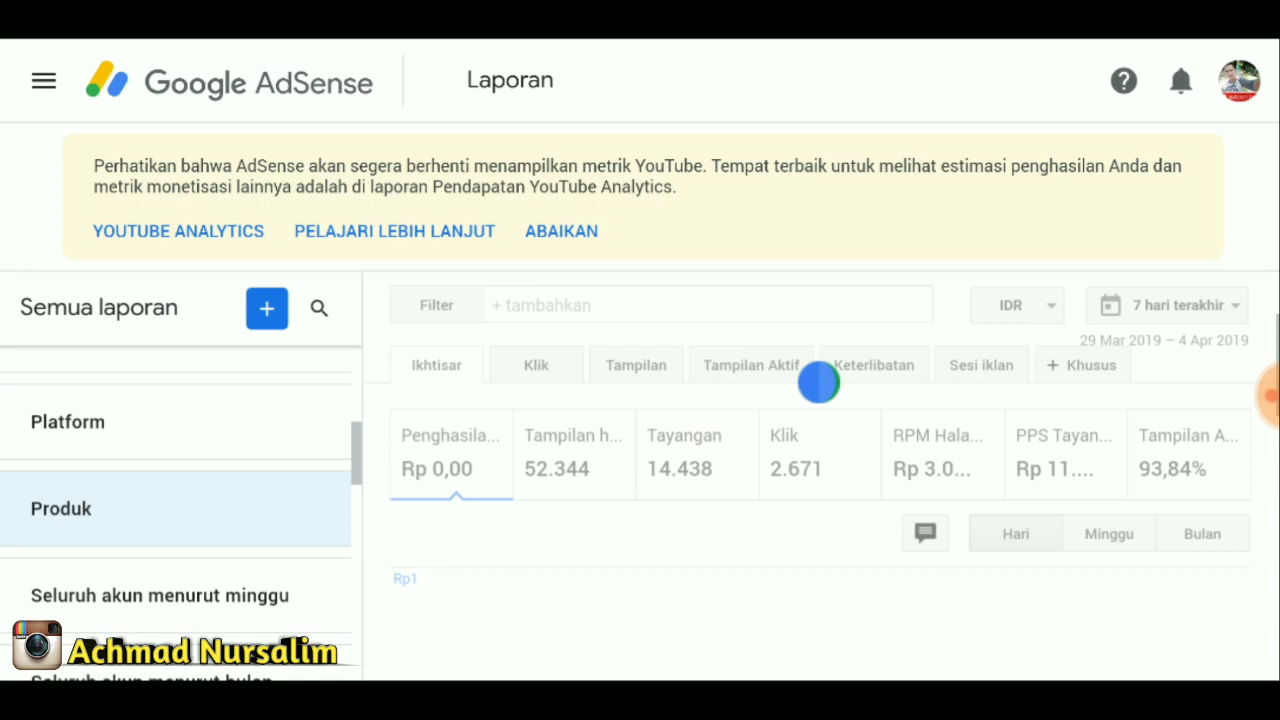 Google AdSense
Laporan
Perhatikan bahwa AdSense akan segera berhenti menampilkan metrik YouTube. Tempat terbaik untuk melihat estimasi penghasilan Anda dan
metrik monetisasi lainnya adalah di laporan Pendapatan YouTube Analytics.
YOUTUBE ANALYTICS PELAJARI LEBIH LANJUT ABAIKAN
Semua laporan
+
Filter + tambahkan IDR 7 hari terakhir
29 Mar 2019 – 4 Apr 2019
Ikhtisar Klik Tampilan Tampilan Aktif Keterlibatan Sesi iklan + Khusus
Platform
Produk
Seluruh akun menurut minggu
Seluruh akun menurut bulan
Penghasila... Tampilan h... Tayangan Klik RPM Hala... PPS Tayan... Tampilan A...
Rp 0,00 52.344 14.438 2.671 Rp 3.0... Rp 11.... 93,84%
Hari Minggu Bulan
Rp1
Achmad Nursalim